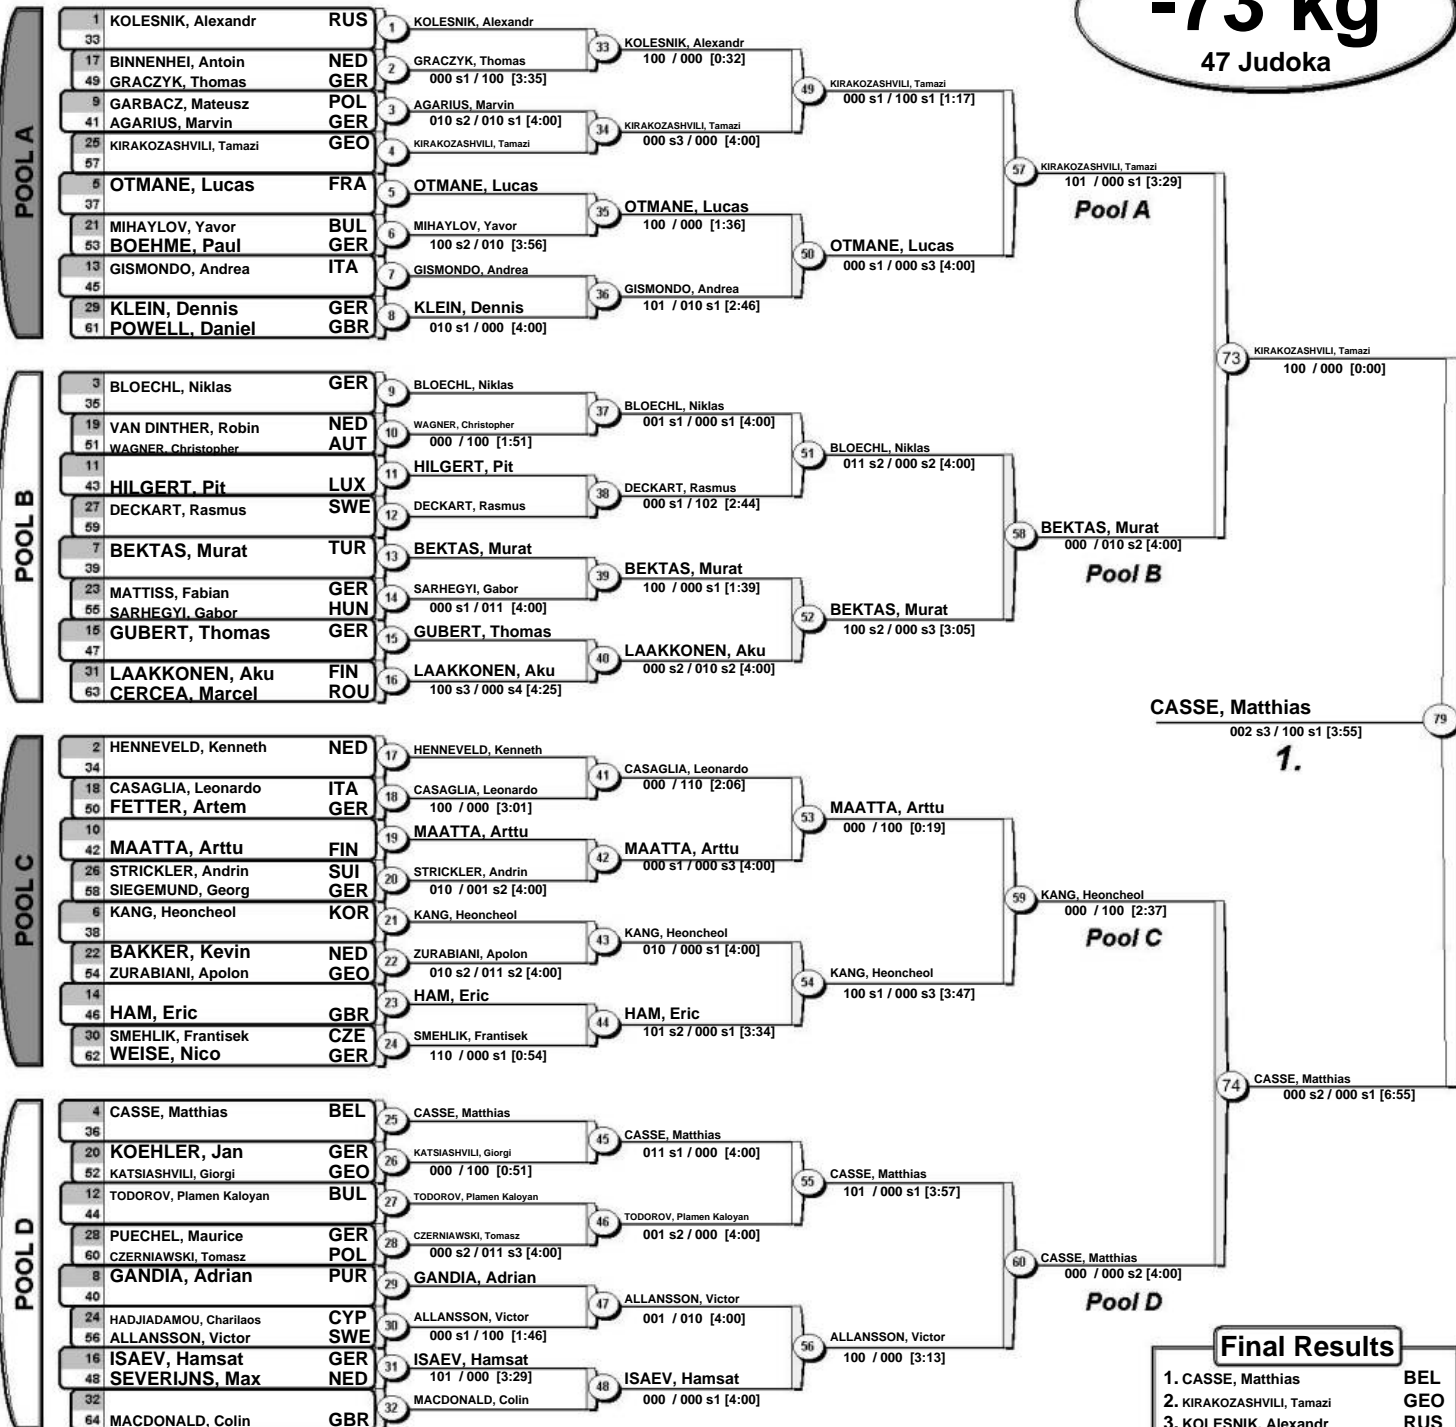 -73 kg
47 Judoka
POOL A
1 KOLESNIK, Alexandr RUS
33
17 BINNENHEI, Antoin NED
49 GRACZYK, Thomas GER
9 GARBACZ, Mateusz POL
41 AGARIUS, Marvin GER
25 KIRAKOZASHVILI, Tamazi GEO
57
5 OTMANE, Lucas FRA
37
21 MIHAYLOV, Yavor BUL
53 BOEHME, Paul GER
13 GISMONDO, Andrea ITA
45
29 KLEIN, Dennis GER
61 POWELL, Daniel GBR
1 KOLESNIK, Alexandr
2 GRACZYK, Thomas
000 s1 / 100 [3:35]
3 AGARIUS, Marvin
010 s2 / 010 s1 [4:00]
4 KIRAKOZASHVILI, Tamazi
5 OTMANE, Lucas
6 MIHAYLOV, Yavor
100 s2 / 010 [3:56]
7 GISMONDO, Andrea
8 KLEIN, Dennis
010 s1 / 000 [4:00]
33 KOLESNIK, Alexandr
100 / 000 [0:32]
34 KIRAKOZASHVILI, Tamazi
000 s3 / 000 [4:00]
35 OTMANE, Lucas
100 / 000 [1:36]
36 GISMONDO, Andrea
101 / 010 s1 [2:46]
49 KIRAKOZASHVILI, Tamazi
000 s1 / 100 s1 [1:17]
50 OTMANE, Lucas
000 s1 / 000 s3 [4:00]
57 KIRAKOZASHVILI, Tamazi
101 / 000 s1 [3:29]
Pool A
POOL B
3 BLOECHL, Niklas GER
35
19 VAN DINTHER, Robin NED
51 WAGNER, Christopher AUT
11
43 HILGERT, Pit LUX
27 DECKART, Rasmus SWE
59
7 BEKTAS, Murat TUR
39
23 MATTISS, Fabian GER
55 SARHEGYI, Gabor HUN
15 GUBERT, Thomas GER
47
31 LAAKKONEN, Aku FIN
63 CERCEA, Marcel ROU
9 BLOECHL, Niklas
10 WAGNER, Christopher
000 / 100 [1:51]
11 HILGERT, Pit
12 DECKART, Rasmus
13 BEKTAS, Murat
14 SARHEGYI, Gabor
000 s1 / 011 [4:00]
15 GUBERT, Thomas
16 LAAKKONEN, Aku
100 s3 / 000 s4 [4:25]
37 BLOECHL, Niklas
001 s1 / 000 s1 [4:00]
38 DECKART, Rasmus
000 s1 / 102 [2:44]
39 BEKTAS, Murat
100 / 000 s1 [1:39]
40 LAAKKONEN, Aku
000 s2 / 010 s2 [4:00]
51 BLOECHL, Niklas
011 s2 / 000 s2 [4:00]
52 BEKTAS, Murat
100 s2 / 000 s3 [3:05]
58 BEKTAS, Murat
000 / 010 s2 [4:00]
Pool B
73 KIRAKOZASHVILI, Tamazi
100 / 000 [0:00]
CASSE, Matthias 79
002 s3 / 100 s1 [3:55]
1.
POOL C
2 HENNEVELD, Kenneth NED
34
18 CASAGLIA, Leonardo ITA
50 FETTER, Artem GER
10
42 MAATTA, Arttu FIN
26 STRICKLER, Andrin SUI
58 SIEGEMUND, Georg GER
6 KANG, Heoncheol KOR
38
22 BAKKER, Kevin NED
54 ZURABIANI, Apolon GEO
14
46 HAM, Eric GBR
30 SMEHLIK, Frantisek CZE
62 WEISE, Nico GER
17 HENNEVELD, Kenneth
18 CASAGLIA, Leonardo
100 / 000 [3:01]
19 MAATTA, Arttu
20 STRICKLER, Andrin
010 / 001 s2 [4:00]
21 KANG, Heoncheol
22 ZURABIANI, Apolon
010 s2 / 011 s2 [4:00]
23 HAM, Eric
24 SMEHLIK, Frantisek
110 / 000 s1 [0:54]
41 CASAGLIA, Leonardo
000 / 110 [2:06]
42 MAATTA, Arttu
000 s1 / 000 s3 [4:00]
43 KANG, Heoncheol
010 / 000 s1 [4:00]
44 HAM, Eric
101 s2 / 000 s1 [3:34]
53 MAATTA, Arttu
000 / 100 [0:19]
54 KANG, Heoncheol
100 s1 / 000 s3 [3:47]
59 KANG, Heoncheol
000 / 100 [2:37]
Pool C
POOL D
4 CASSE, Matthias BEL
36
20 KOEHLER, Jan GER
52 KATSIASHVILI, Giorgi GEO
12 TODOROV, Plamen Kaloyan BUL
44
28 PUECHEL, Maurice GER
60 CZERNIAWSKI, Tomasz POL
8 GANDIA, Adrian PUR
40
24 HADJIADAMOU, Charilaos CYP
56 ALLANSSON, Victor SWE
16 ISAEV, Hamsat GER
48 SEVERIJNS, Max NED
32
64 MACDONALD, Colin GBR
25 CASSE, Matthias
26 KATSIASHVILI, Giorgi
000 / 100 [0:51]
27 TODOROV, Plamen Kaloyan
28 CZERNIAWSKI, Tomasz
000 s2 / 011 s3 [4:00]
29 GANDIA, Adrian
30 ALLANSSON, Victor
000 s1 / 100 [1:46]
31 ISAEV, Hamsat
101 / 000 [3:29]
32 MACDONALD, Colin
45 CASSE, Matthias
011 s1 / 000 [4:00]
46 TODOROV, Plamen Kaloyan
001 s2 / 000 [4:00]
47 ALLANSSON, Victor
001 / 010 [4:00]
48 ISAEV, Hamsat
000 / 000 s1 [4:00]
55 CASSE, Matthias
101 / 000 s1 [3:57]
56 ALLANSSON, Victor
100 / 000 [3:13]
60 CASSE, Matthias
000 / 000 s2 [4:00]
Pool D
74 CASSE, Matthias
000 s2 / 000 s1 [6:55]
Final Results
1. CASSE, Matthias BEL
2. KIRAKOZASHVILI, Tamazi GEO
3. KOLESNIK, Alexandr RUS